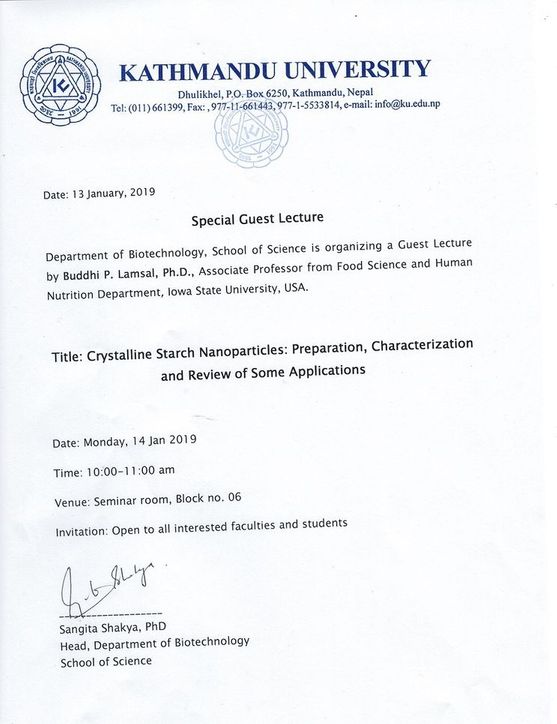 KATHMANDU UNIVERSITY
Dhulikhel, P.O. Box 6250, Kathmandu, Nepal
Tel: (011) 661399, Fax: , 977-11-661443, 977-1-5533814, e-mail: info@ku.edu.np
Date: 13 January, 2019
Special Guest Lecture
Department of Biotechnology, School of Science is organizing a Guest Lecture
by Buddhi P. Lamsal, Ph.D., Associate Professor from Food Science and Human
Nutrition Department, Iowa State University, USA.
Title: Crystalline Starch Nanoparticles: Preparation, Characterization
and Review of Some Applications
Date: Monday, 14 Jan 2019
Time: 10:00-11:00 am
Venue: Seminar room, Block no. 06
Invitation: Open to all interested faculties and students
Sangita Shakya, PhD
Head, Department of Biotechnology
School of Science